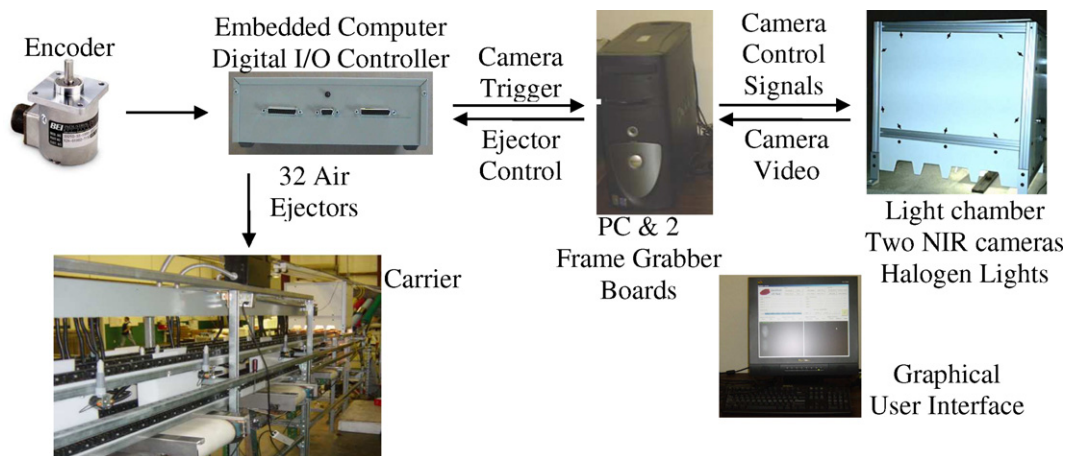 Encoder
Embedded Computer
Digital I/O Controller
Camera
Trigger
Ejector
Control
Camera
Control
Signals
Camera
Video
BEI
32 Air
Ejectors
PC & 2
Frame Grabber
Boards
Light chamber
Two NIR cameras
Halogen Lights
Carrier
Graphical
User Interface